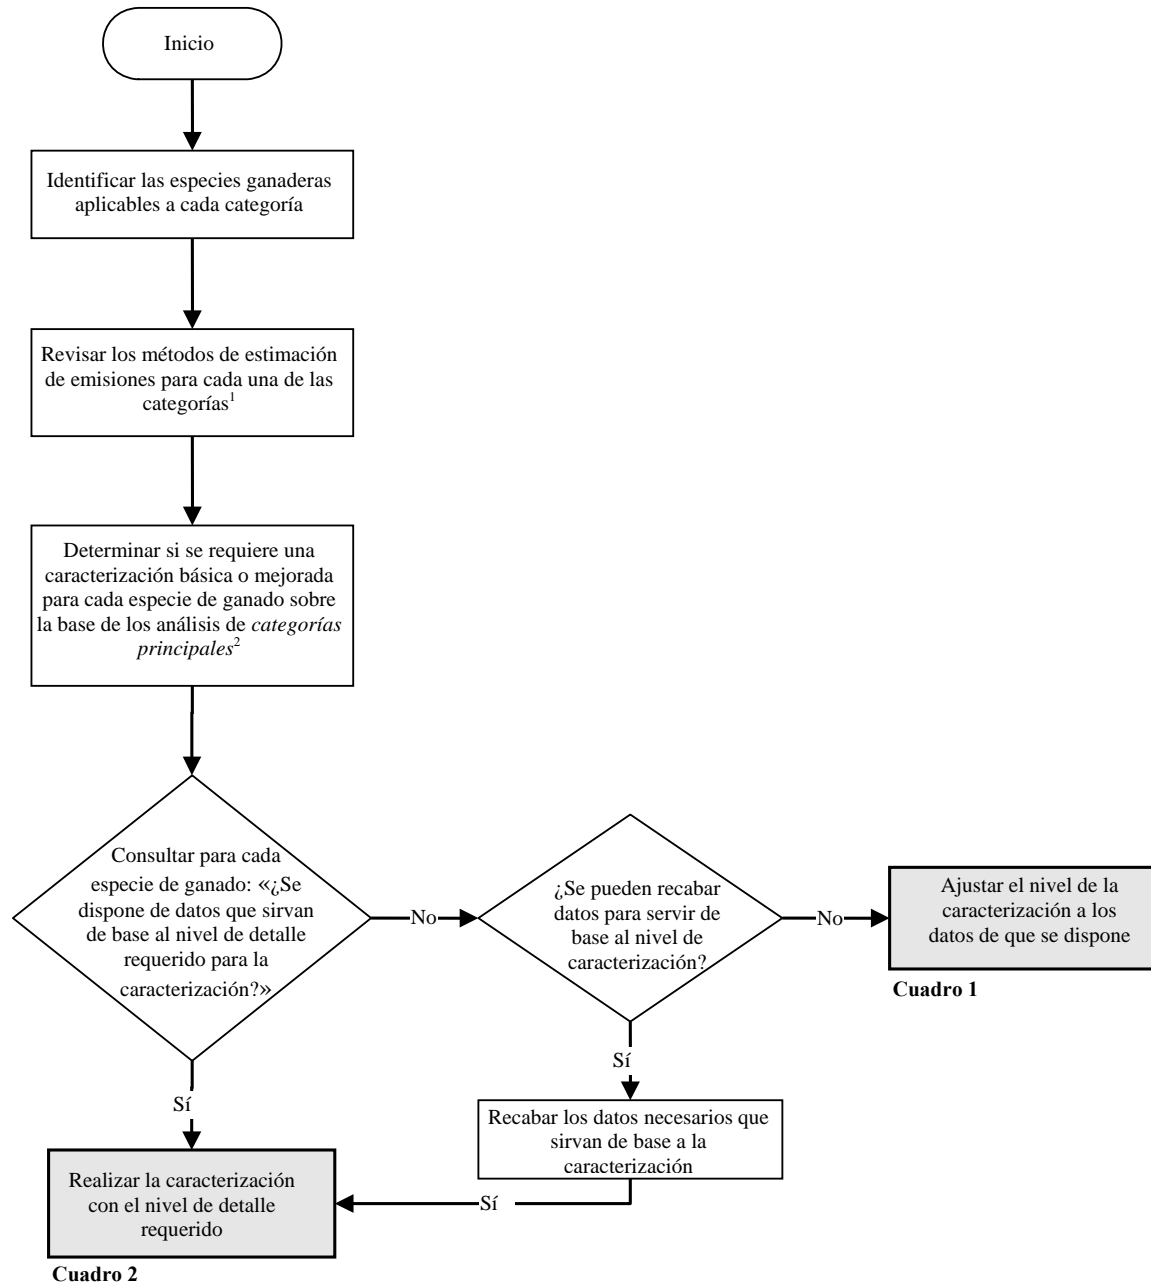 Inicio
Identificar las especies ganaderas
aplicables a cada categoría
Revisar los métodos de estimación
de emisiones para cada una de las
categorías¹
Determinar si se requiere una
caracterización básica o mejorada
para cada especie de ganado sobre
la base de los análisis de categorías
principales²
Consultar para cada
especie de ganado: «¿Se
dispone de datos que sirvan
de base al nivel de detalle
requerido para la
caracterización?»
No
¿Se pueden recabar
datos para servir de
base al nivel de
caracterización?
No
Ajustar el nivel de la
caracterización a los
datos de que se dispone
Cuadro 1
Sí
Recabar los datos necesarios que
sirvan de base a la
caracterización
Sí
Sí
Realizar la caracterización
con el nivel de detalle
requerido
Cuadro 2